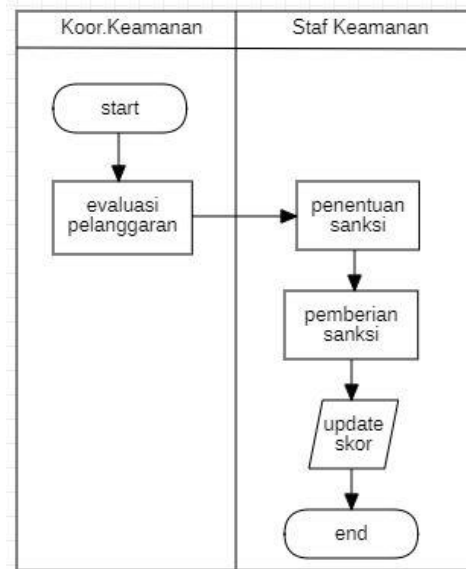 Koor.Keamanan
Staf Keamanan
start
evaluasi
pelanggaran
penentuan
sanksi
pemberian
sanksi
update
skor
end